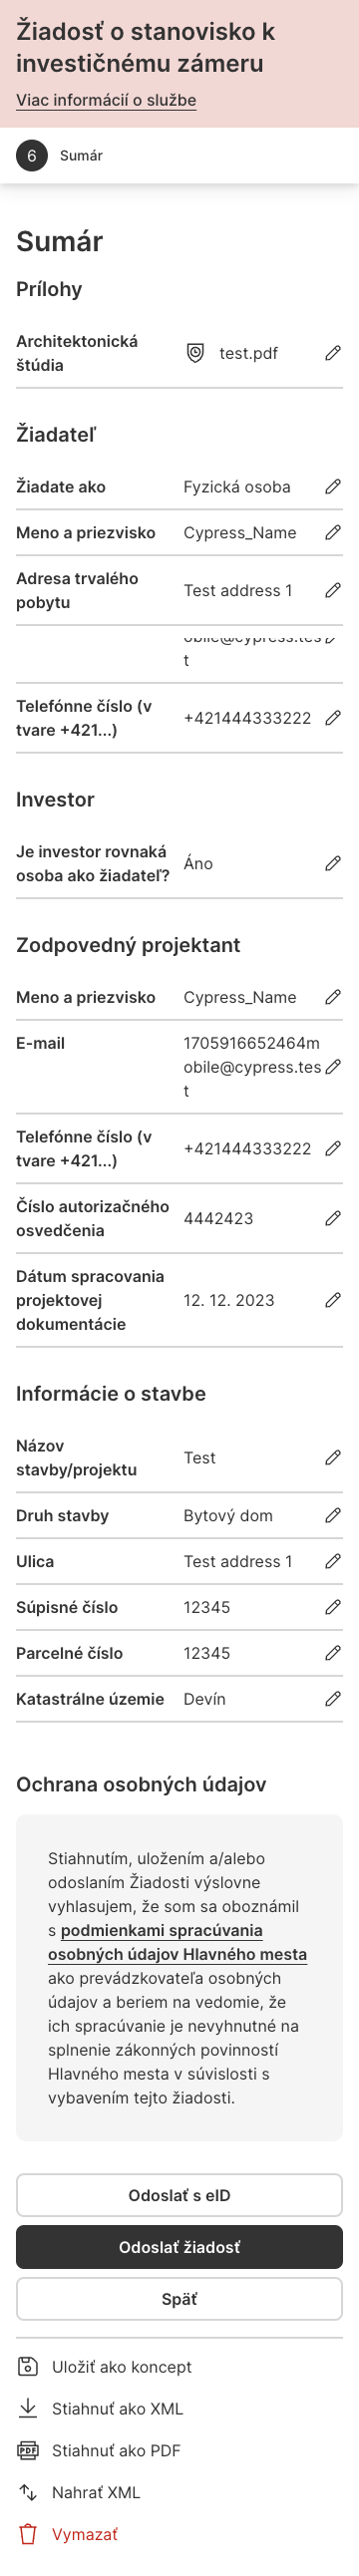 Žiadosť o stanovisko k
investičnému zámeru
Viac informácií o službe
6 Sumár
Sumár
Prílohy
Architektonická
štúdia
test.pdf
Žiadateľ
Žiadate ako Fyzická osoba
Meno a priezvisko Cypress_Name
Adresa trvalého
pobytu
Test address 1
obile@cypress.tes
t
Telefónne číslo (v
tvare +421...)
+421444333222
Investor
Je investor rovnaká
osoba ako žiadateľ?
Áno
Zodpovedný projektant
Meno a priezvisko Cypress_Name
E-mail 1705916652464m
obile@cypress.tes
t
Telefónne číslo (v
tvare +421...)
+421444333222
Číslo autorizačného
osvedčenia
4442423
Dátum spracovania
projektovej
dokumentácie
12. 12. 2023
Informácie o stavbe
Názov
stavby/projektu
Test
Druh stavby Bytový dom
Ulica Test address 1
Súpisné číslo 12345
Parcelné číslo 12345
Katastrálne územie Devín
Ochrana osobných údajov
Stiahnutím, uložením a/alebo
odoslaním Žiadosti výslovne
vyhlasujem, že som sa oboznámil
s podmienkami spracúvania
osobných údajov Hlavného mesta
ako prevádzkovateľa osobných
údajov a beriem na vedomie, že
ich spracúvanie je nevyhnutné na
splnenie zákonných povinností
Hlavného mesta v súvislosti s
vybavením tejto žiadosti.
Odoslať s eID
Odoslať žiadosť
Späť
Uložiť ako koncept
Stiahnuť ako XML
PDF Stiahnuť ako PDF
Nahrať XML
Vymazať